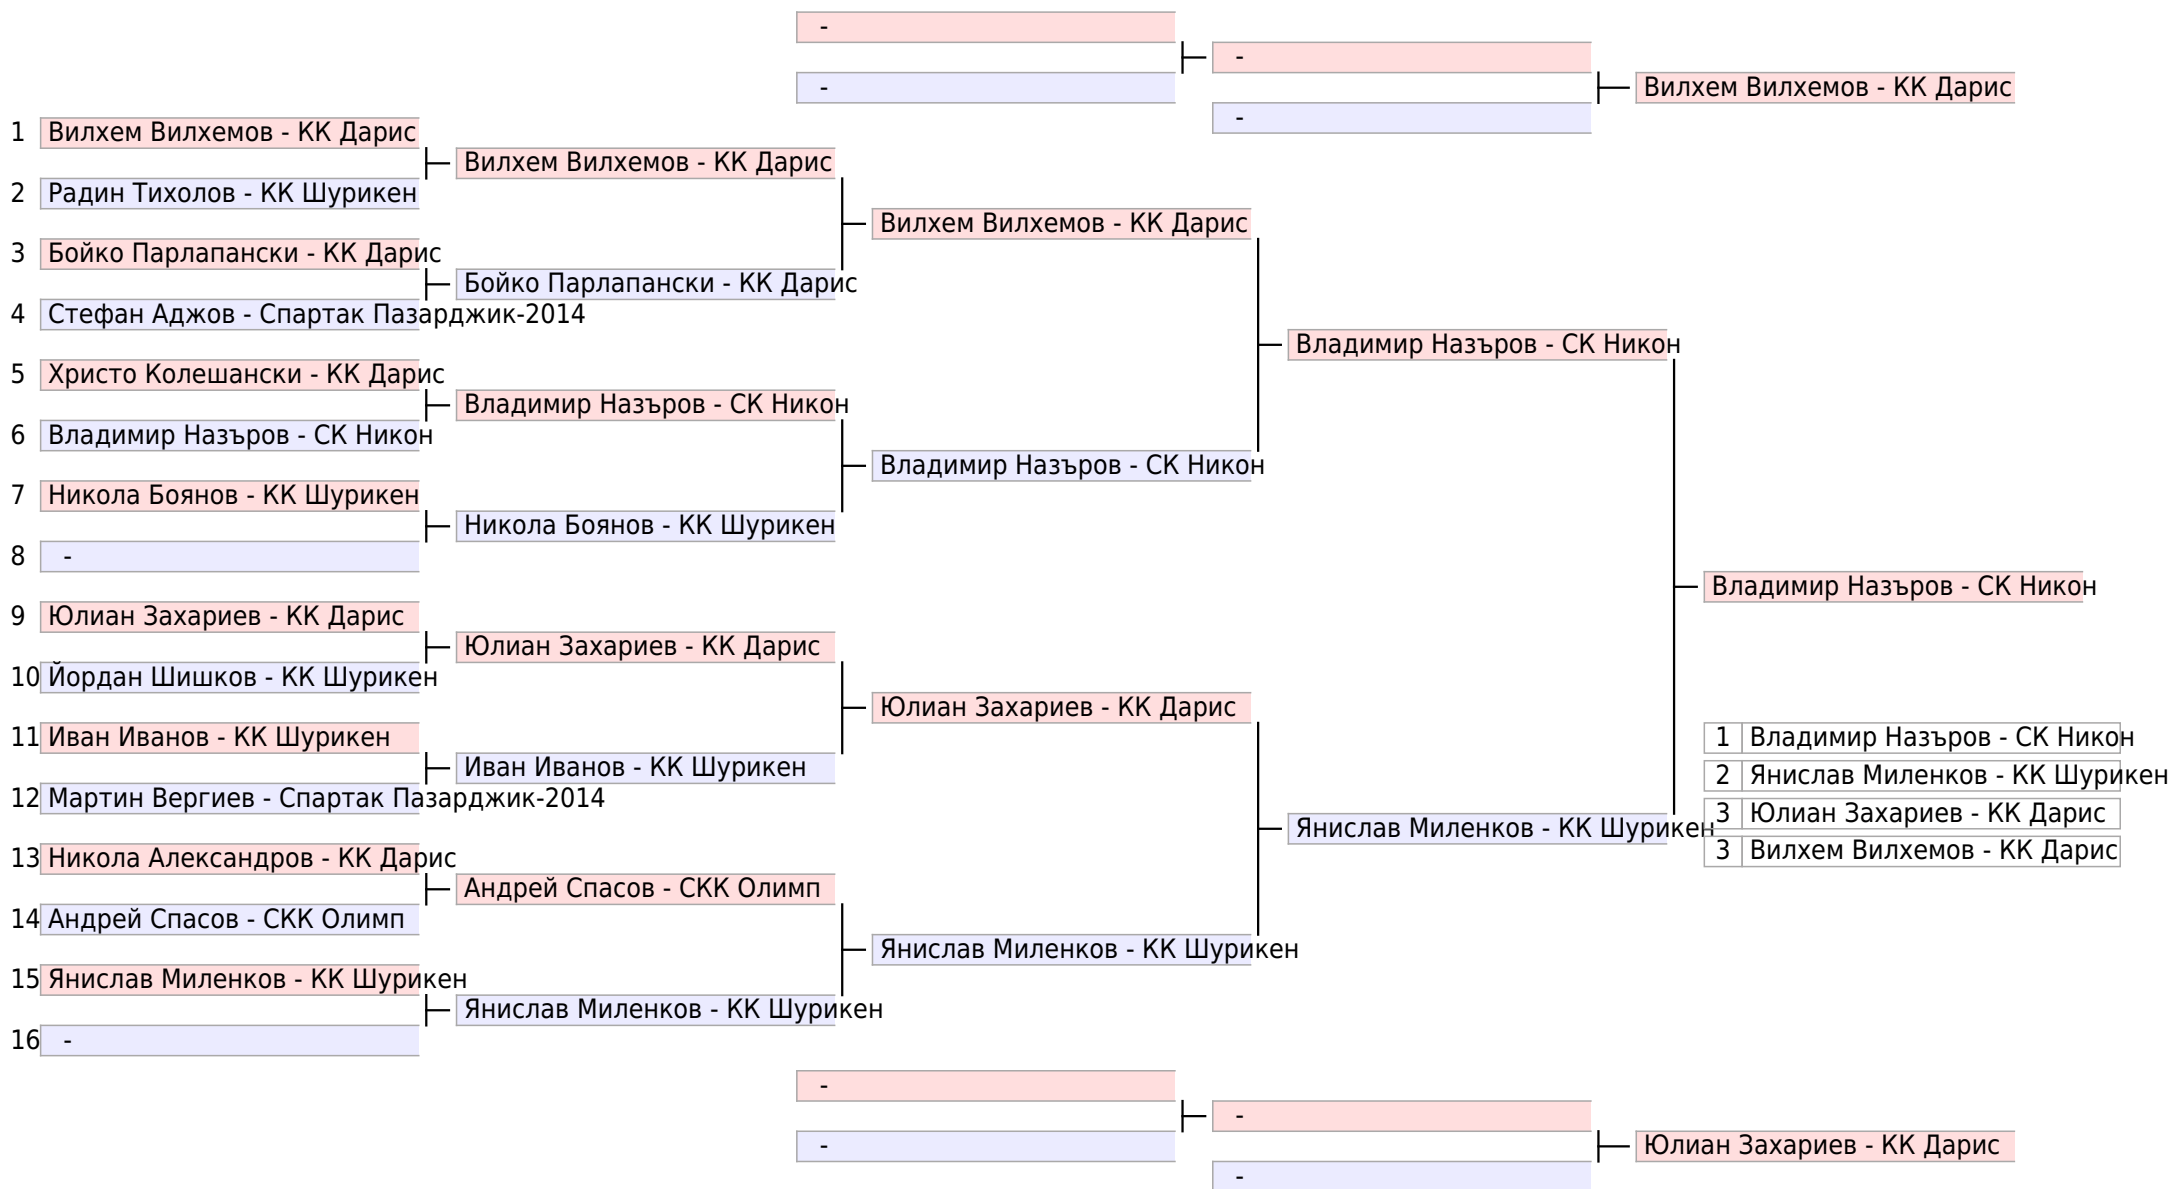 -
-
-
-
Вилхем Вилхемов - КК Дарис
1 Вилхем Вилхемов - КК Дарис
2 Радин Тихолов - КК Шурикен
3 Бойко Парлапански - КК Дарис
4 Стефан Аджов - Спартак Пазарджик-2014
5 Христо Колешански - КК Дарис
6 Владимир Назъров - СК Никон
7 Никола Боянов - КК Шурикен
8 -
9 Юлиан Захариев - КК Дарис
10 Йордан Шишков - КК Шурикен
11 Иван Иванов - КК Шурикен
12 Мартин Вергиев - Спартак Пазарджик-2014
13 Никола Александров - КК Дарис
14 Андрей Спасов - СКК Олимп
15 Янислав Миленков - КК Шурикен
16 -
Вилхем Вилхемов - КК Дарис
Бойко Парлапански - КК Дарис
Владимир Назъров - СК Никон
Никола Боянов - КК Шурикен
Юлиан Захариев - КК Дарис
Иван Иванов - КК Шурикен
Андрей Спасов - СКК Олимп
Янислав Миленков - КК Шурикен
Вилхем Вилхемов - КК Дарис
Владимир Назъров - СК Никон
Юлиан Захариев - КК Дарис
Янислав Миленков - КК Шурикен
Владимир Назъров - СК Никон
Янислав Миленков - КК Шурикен
Владимир Назъров - СК Никон
1 Владимир Назъров - СК Никон
2 Янислав Миленков - КК Шурикен
3 Юлиан Захариев - КК Дарис
3 Вилхем Вилхемов - КК Дарис
-
-
-
-
Юлиан Захариев - КК Дарис